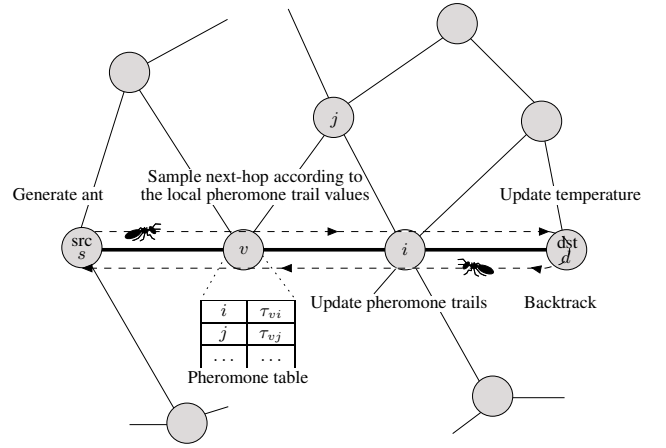 j
Sample next-hop according to
the local pheromone trail values
Generate ant
Update temperature
src
s
v
i
dst
d
Update pheromone trails
Backtrack
i τvi
j τvj
... ...
Pheromone table